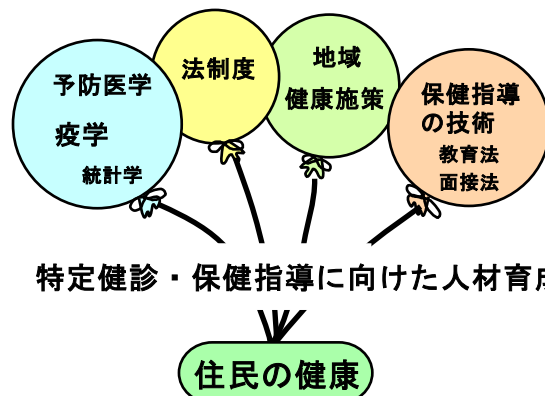 予防医学
疫学
統計学
法制度
地域
健康施策
保健指導
の技術
教育法
面接法
特定健診・保健指導に向けた人材育成
住民の健康